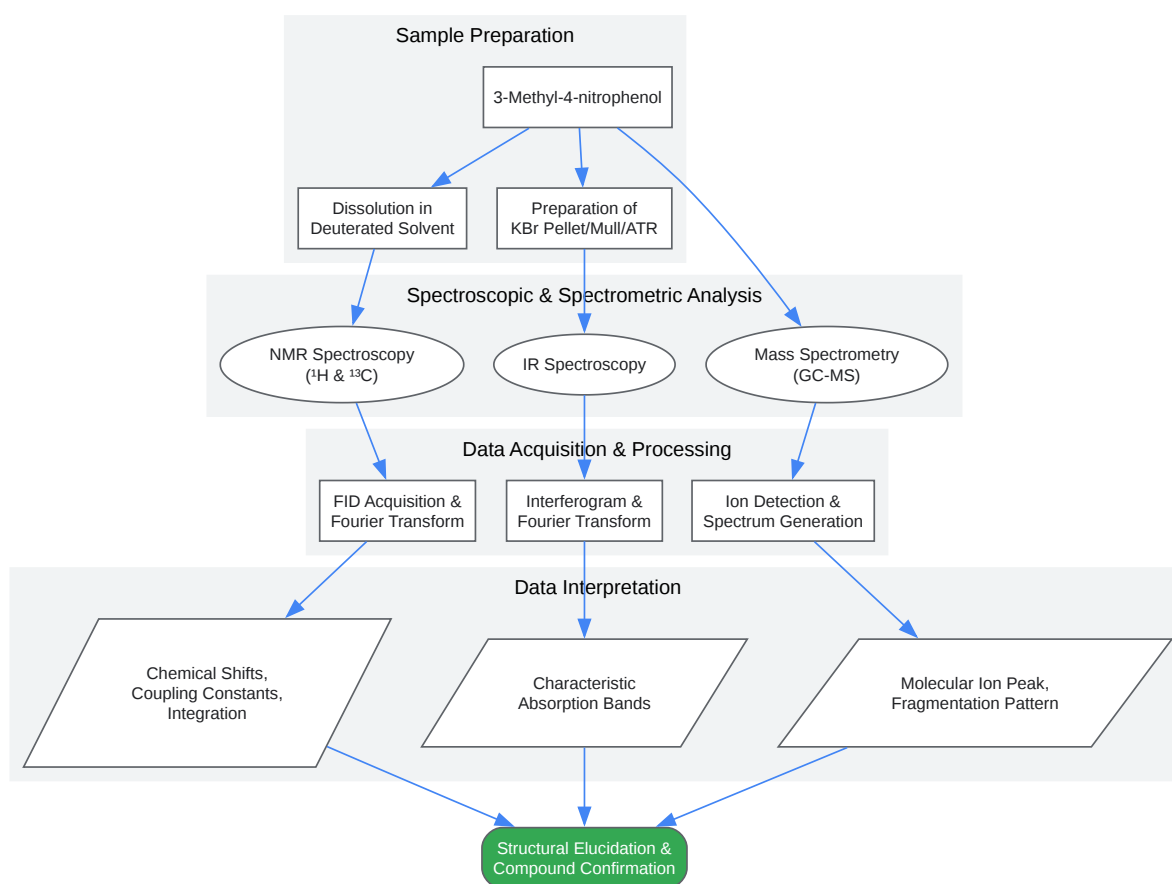 Sample Preparation
3-Methyl-4-nitrophenol
Dissolution in
Deuterated Solvent
Preparation of
KBr Pellet/Mull/ATR
Spectroscopic & Spectrometric Analysis
NMR Spectroscopy
(¹H & ¹³C)
IR Spectroscopy
Mass Spectrometry
(GC-MS)
Data Acquisition & Processing
FID Acquisition &
Fourier Transform
Interferogram &
Fourier Transform
Ion Detection &
Spectrum Generation
Data Interpretation
Chemical Shifts,
Coupling Constants,
Integration
Characteristic
Absorption Bands
Molecular Ion Peak,
Fragmentation Pattern
Structural Elucidation &
Compound Confirmation